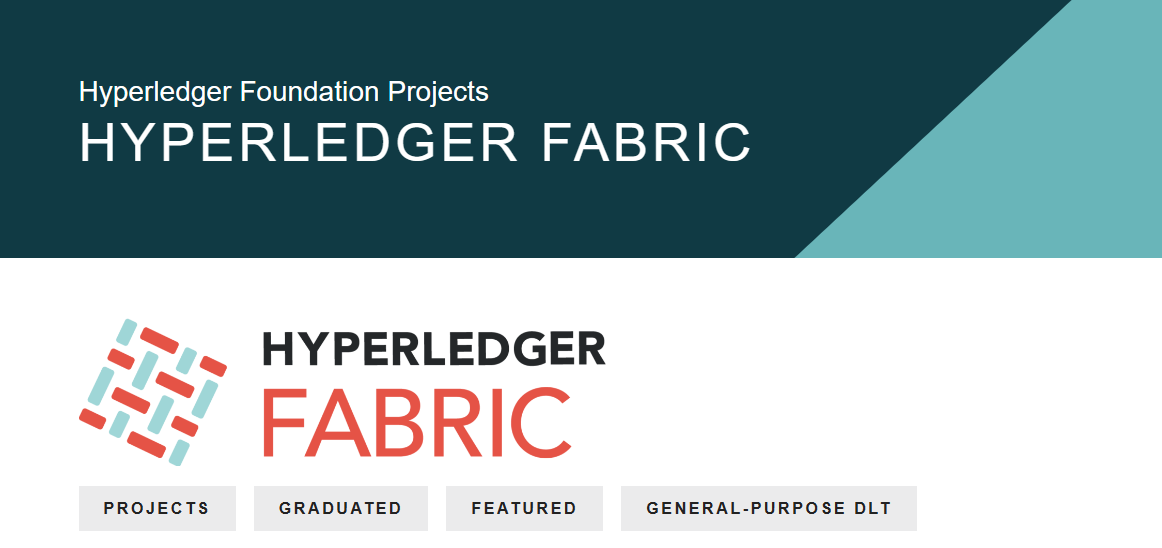 Hyperledger Foundation Projects
HYPERLEDGER FABRIC
HYPERLEDGER
FABRIC
PROJECTS GRADUATED FEATURED GENERAL-PURPOSE DLT